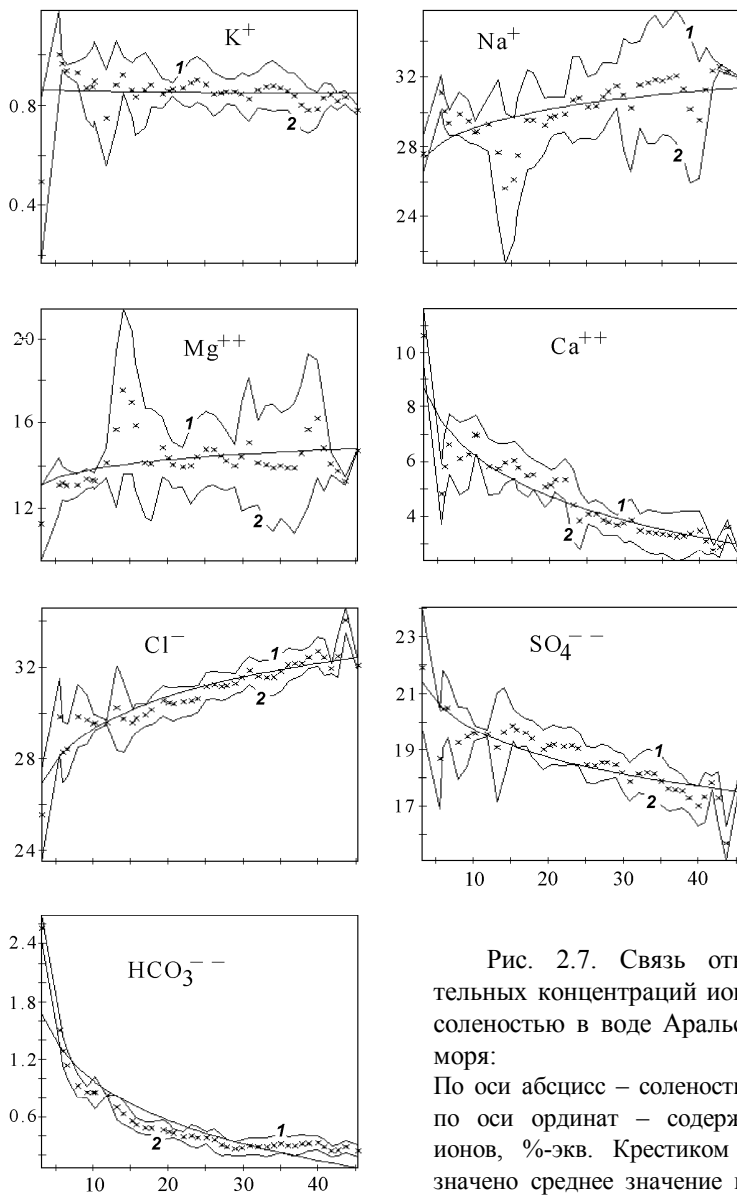 K+
1
0.8
2
0.4
Na+
1
32
28
2
24
Mg++
20
1
16
12
2
Ca++
10
8
6
1
4
2
Cl−
32
1
2
28
24
SO4−−
23
21
1
19
17
2
10 20 30 40
HCO3−−
2.4
1.8
1.2
0.6
1
2
10 20 30 40
Рис. 2.7. Связь отн
тельных концентраций ион
соленостью в воде Аральс
моря:
По оси абсцисс – соленость
по оси ординат – содерж
ионов, %-экв. Крестиком
значено среднее значение